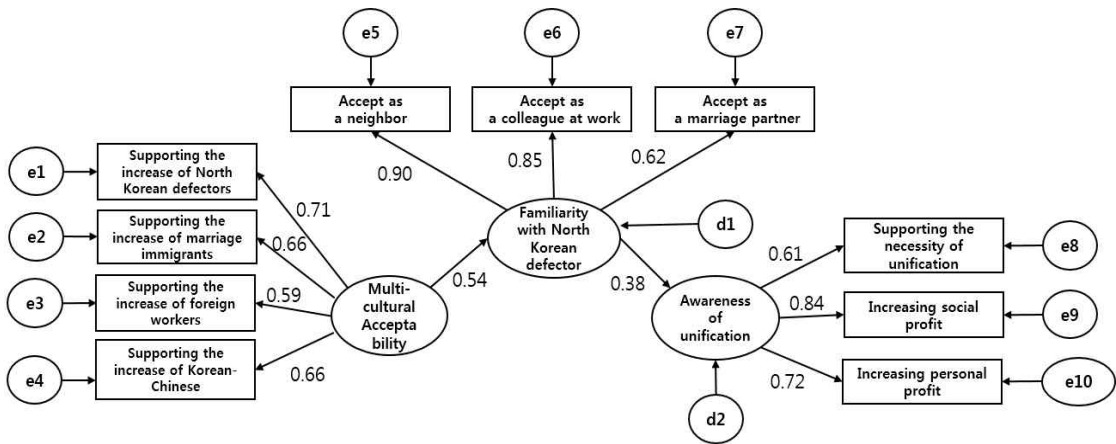 e5
e6
e7
Accept as
a neighbor
Accept as
a colleague at work
Accept as
a marriage partner
e1
Supporting the
increase of North
Korean defectors
0.90
0.85
0.62
e2
Supporting the
increase of marriage
immigrants
0.71
0.66
Familiarity
with North
Korean
defector
d1
Supporting the
necessity of
unification
e8
0.61
e3
Supporting the
increase of foreign
workers
0.59
Multi-
cultural
Accepta
bility
0.54
0.38
Awareness
of
unification
0.84
Increasing social
profit
e9
e4
Supporting the
increase of Korean-
Chinese
0.66
0.72
Increasing personal
profit
e10
d2